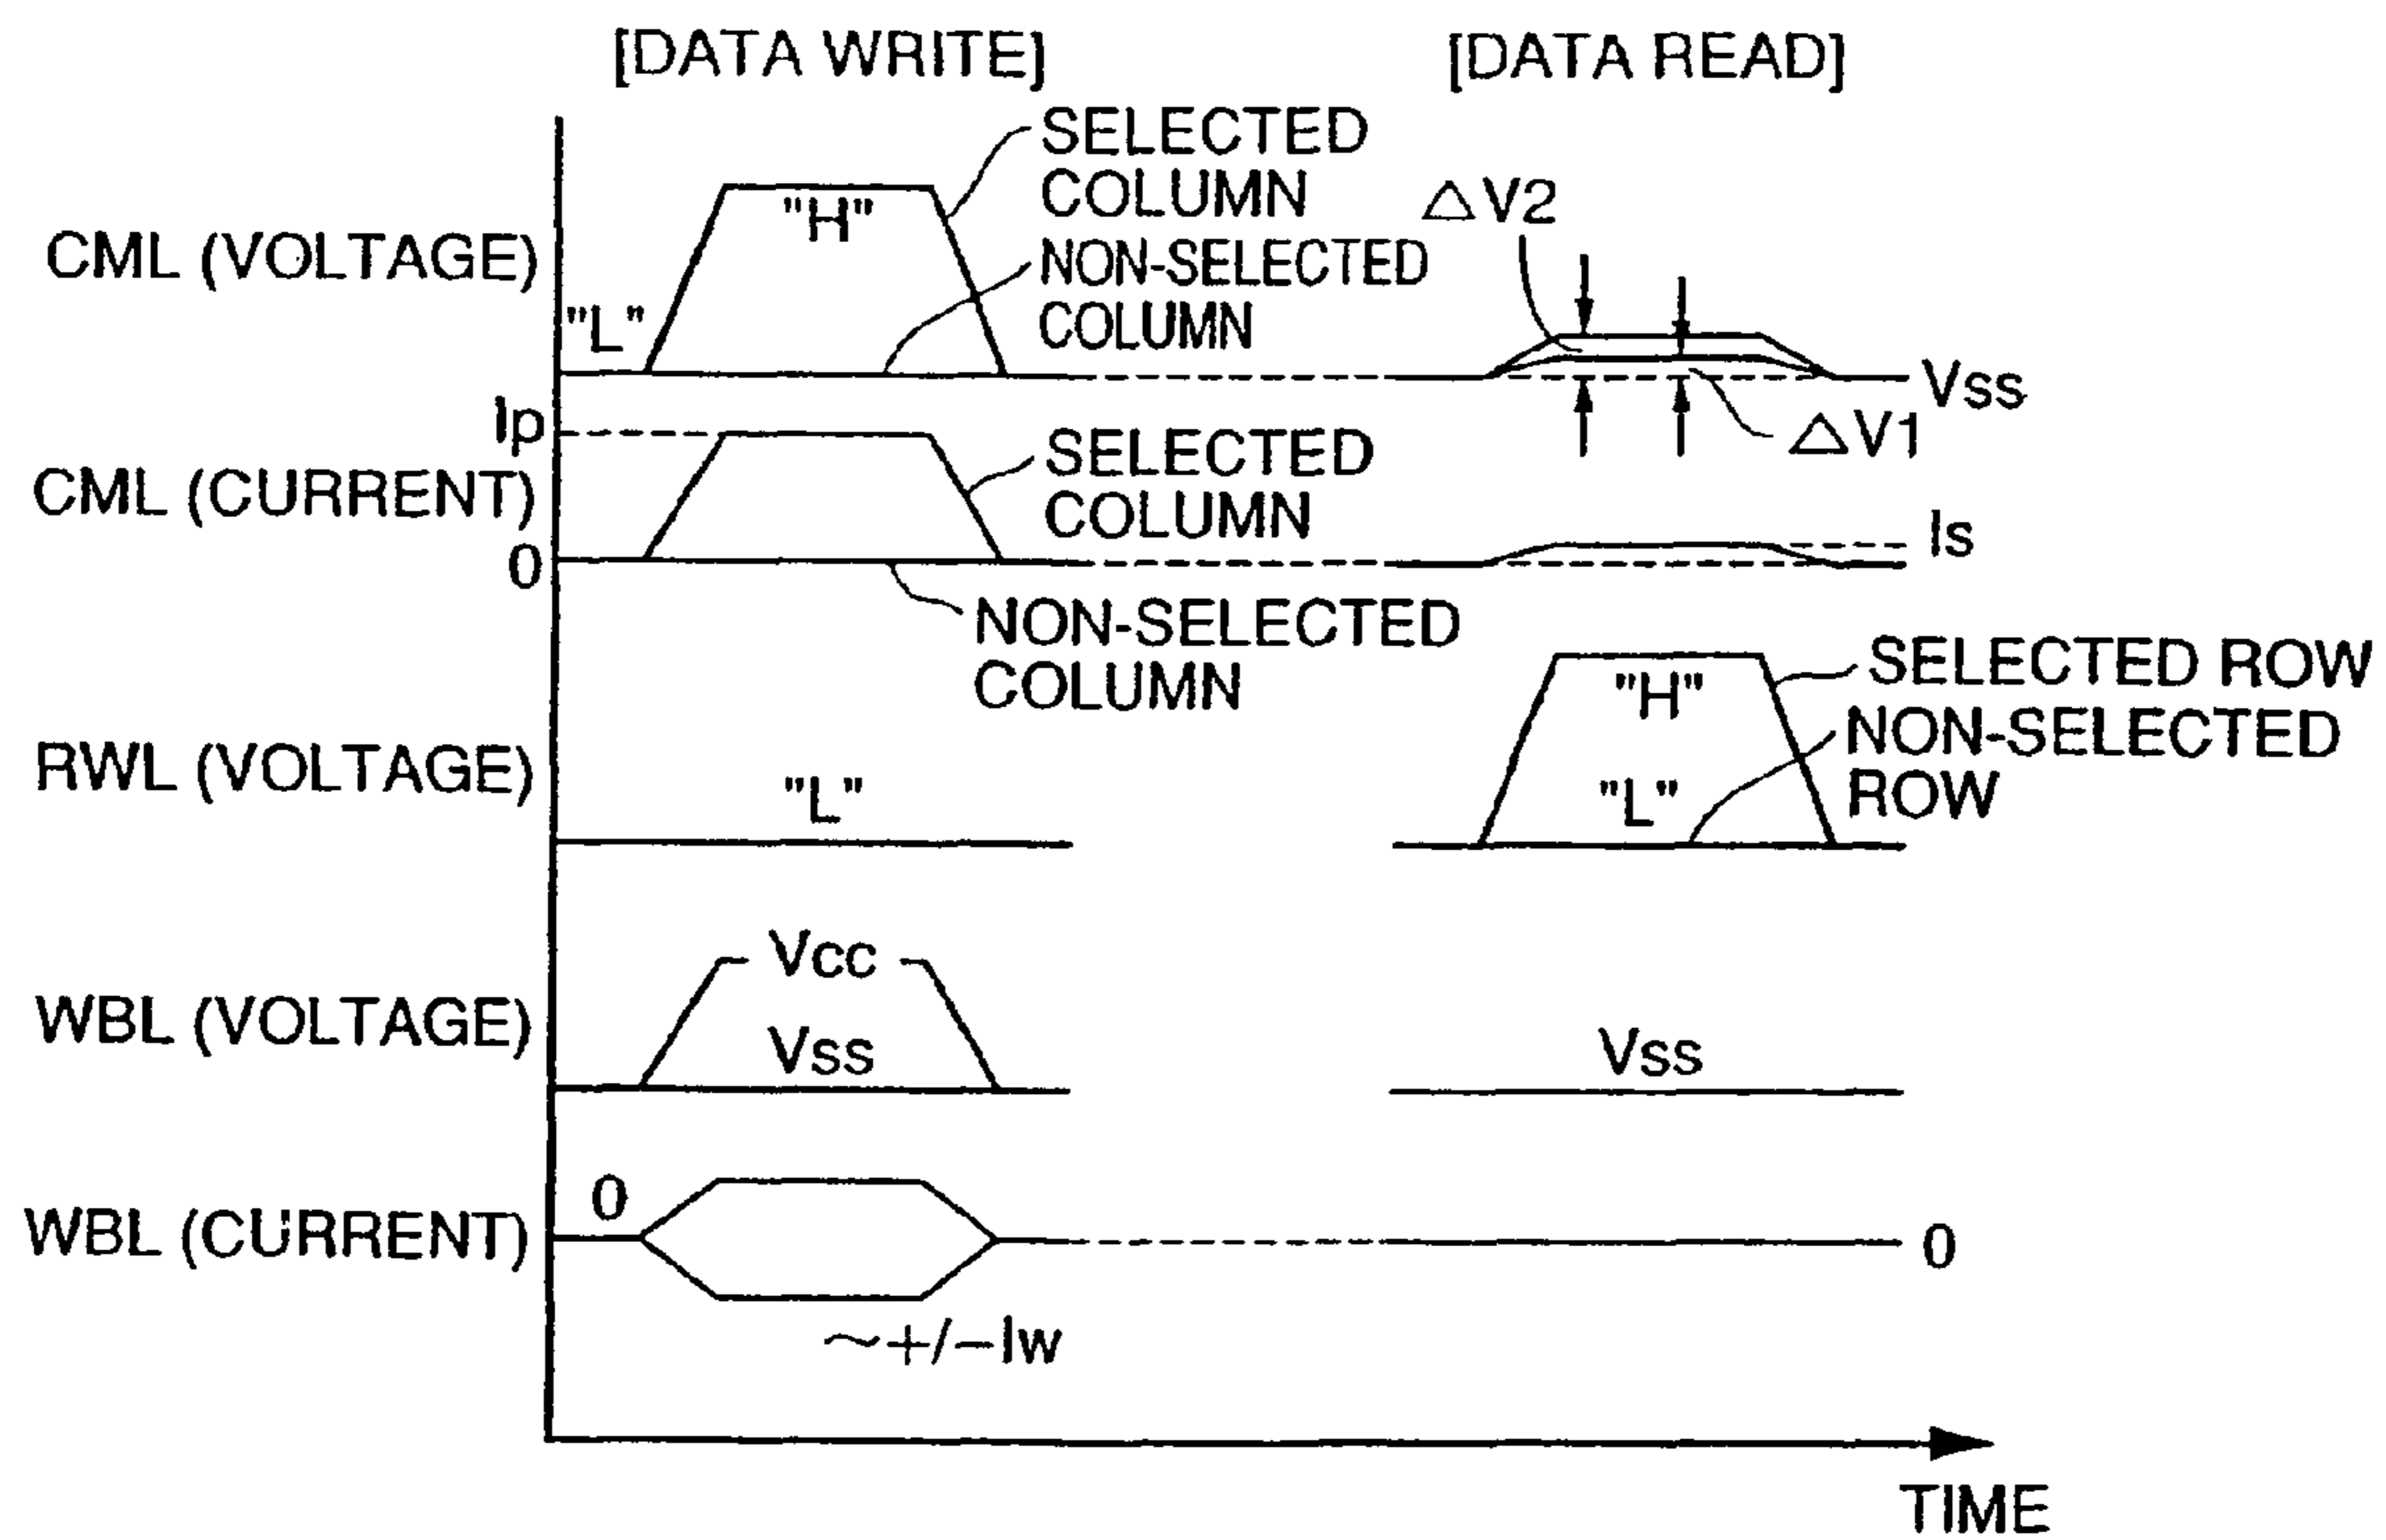 [DATA WRITE]
[DATA READ]
SELECTED
COLUMN
"H"
△V2
CML (VOLTAGE)
NON-SELECTED
COLUMN
"L"
Vss
Ip
△V1
SELECTED
COLUMN
CML (CURRENT)
Is
0
NON-SELECTED
COLUMN
SELECTED ROW
"H"
NON-SELECTED
ROW
RWL (VOLTAGE)
"L"
"L"
Vcc
WBL (VOLTAGE)
Vss
Vss
0
WBL (CURRENT)
0
~+/-Iw
TIME